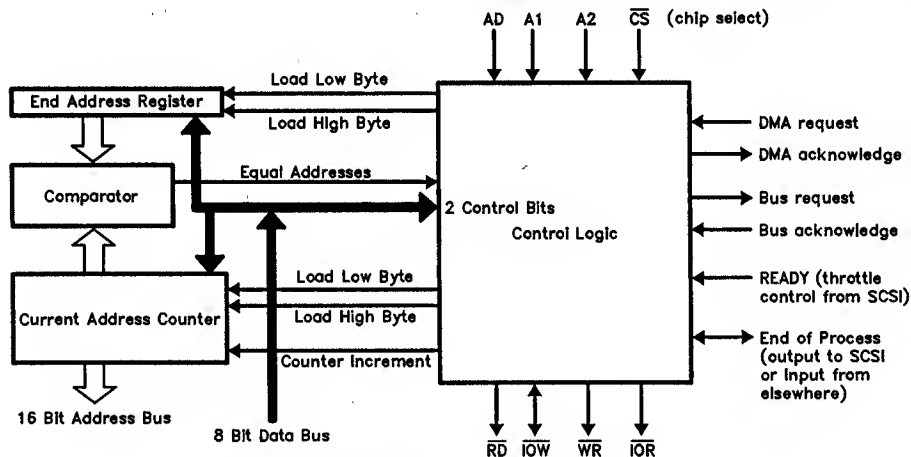 AD A1 A2 CS (chip select)
Load Low Byte
End Address Register
Load High Byte
DMA request
DMA acknowledge
Equal Addresses
Comparator
Bus request
2 Control Bits
Control Logic
Bus acknowledge
Load Low Byte
READY (throttle
control from SCSI)
Current Address Counter
Load High Byte
End of Process
(output to SCSI
or Input from
elsewhere)
Counter Increment
16 Bit Address Bus
8 Bit Data Bus
RD IOW WR IOR